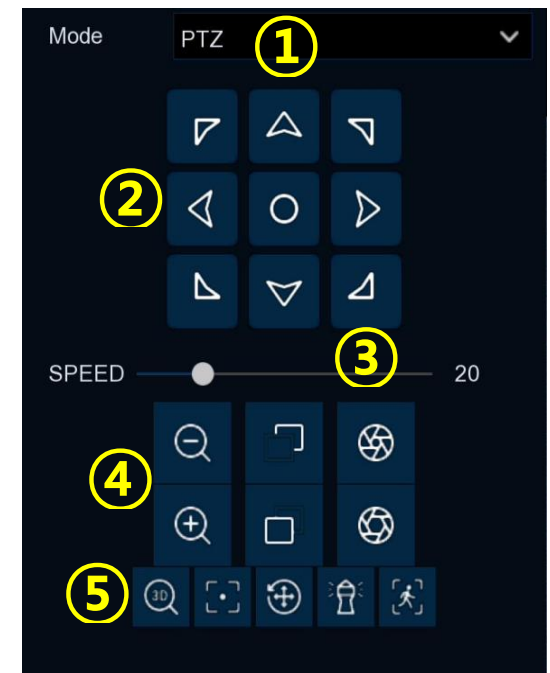 Mode PTZ ①
②
③
SPEED 20
④
⑤ 3D